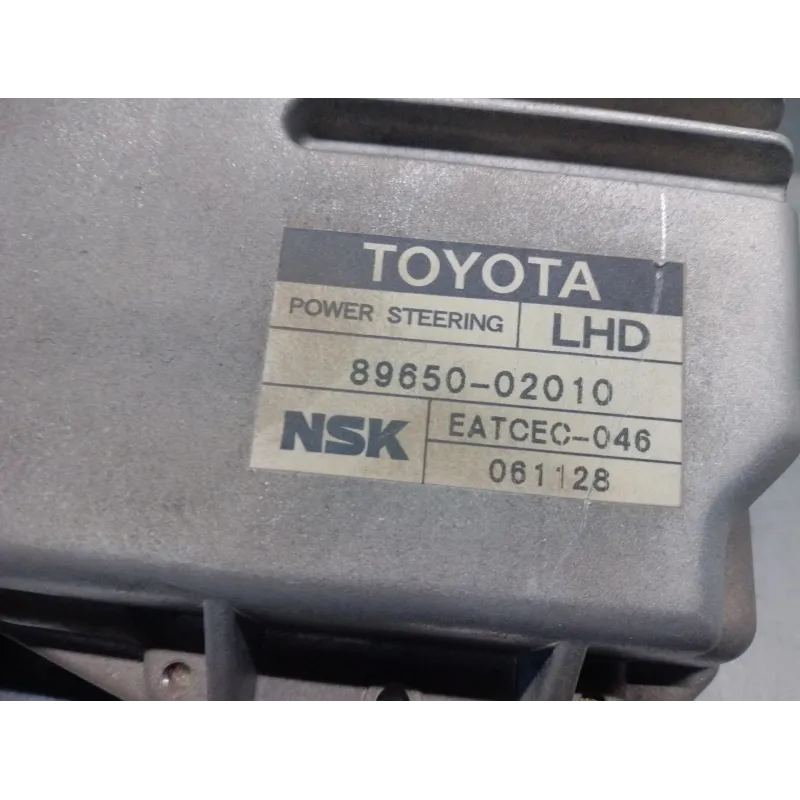 TOYOTA
POWER STEERING LHD
89650-02010
NSK EATCEC-046
061128